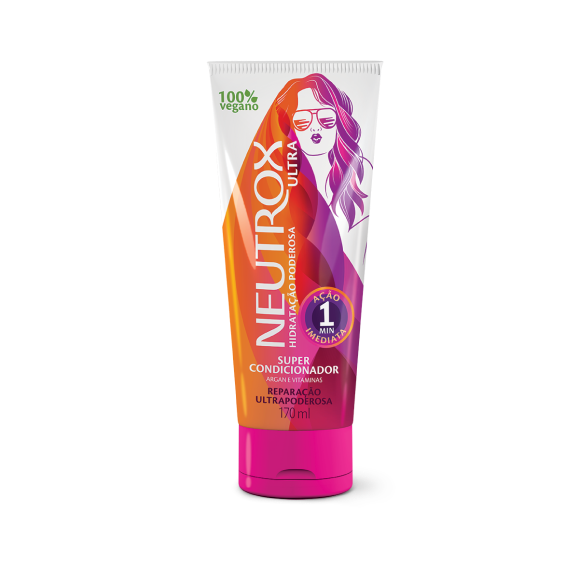 100%
vegano
NEUTROX
ULTRA
HIDRATAÇÃO PODEROSA
AÇÃO
1
MIN
IMEDIATA
SUPER
CONDICIONADOR
ARGAN E VITAMINAS
REPARAÇÃO
ULTRAPODEROSA
170 ml